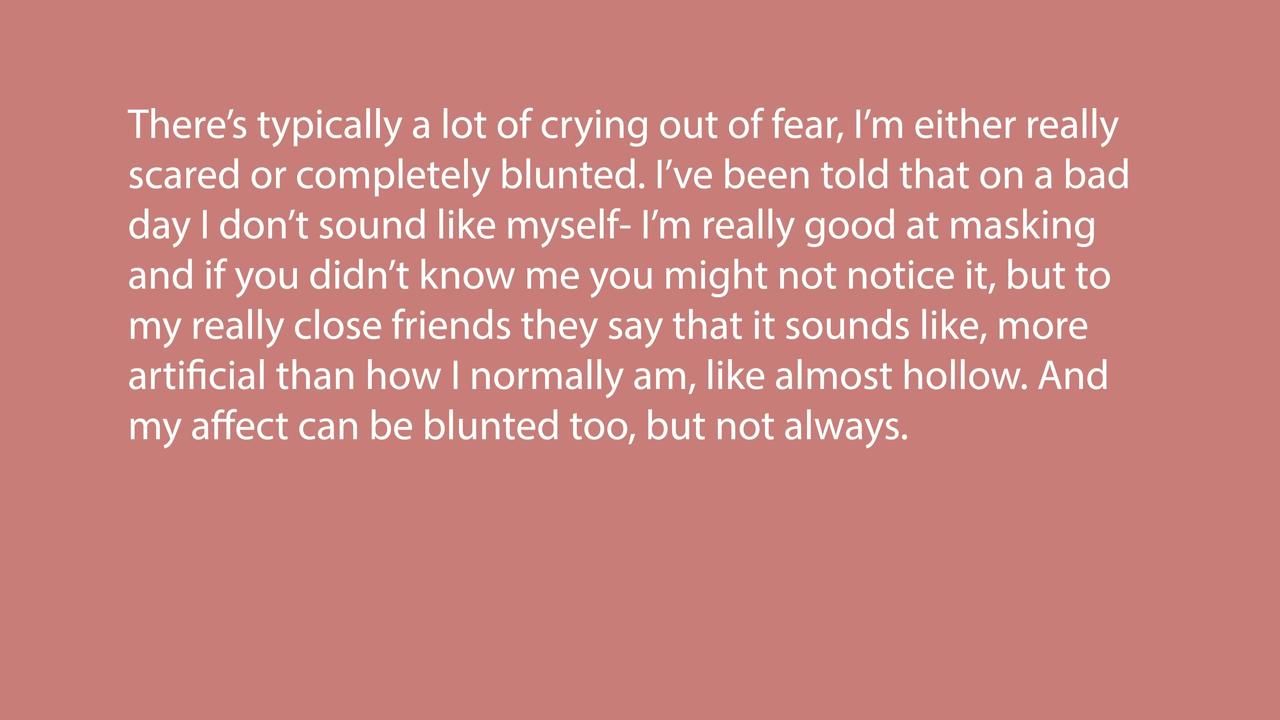 There’s typically a lot of crying out of fear, I’m either really
scared or completely blunted. I’ve been told that on a bad
day I don’t sound like myself- I’m really good at masking
and if you didn’t know me you might not notice it, but to
my really close friends they say that it sounds like, more
artificial than how I normally am, like almost hollow. And
my affect can be blunted too, but not always.